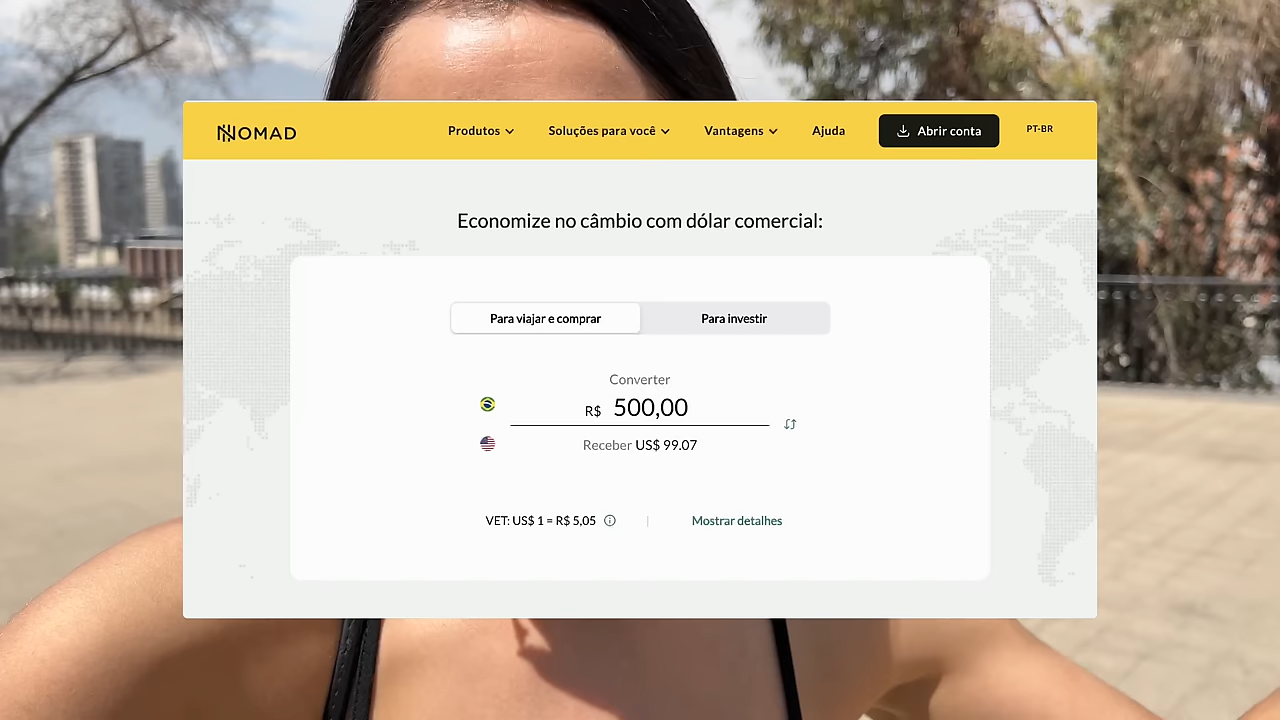 NOMAD
Produtos
Soluções para você
Vantagens
Ajuda
Abrir conta
PT-BR
Economize no câmbio com dólar comercial:
Para viajar e comprar
Para investir
Converter
R$ 500,00
Receber US$ 99.07
VET: US$ 1 = R$ 5,05
Mostrar detalhes